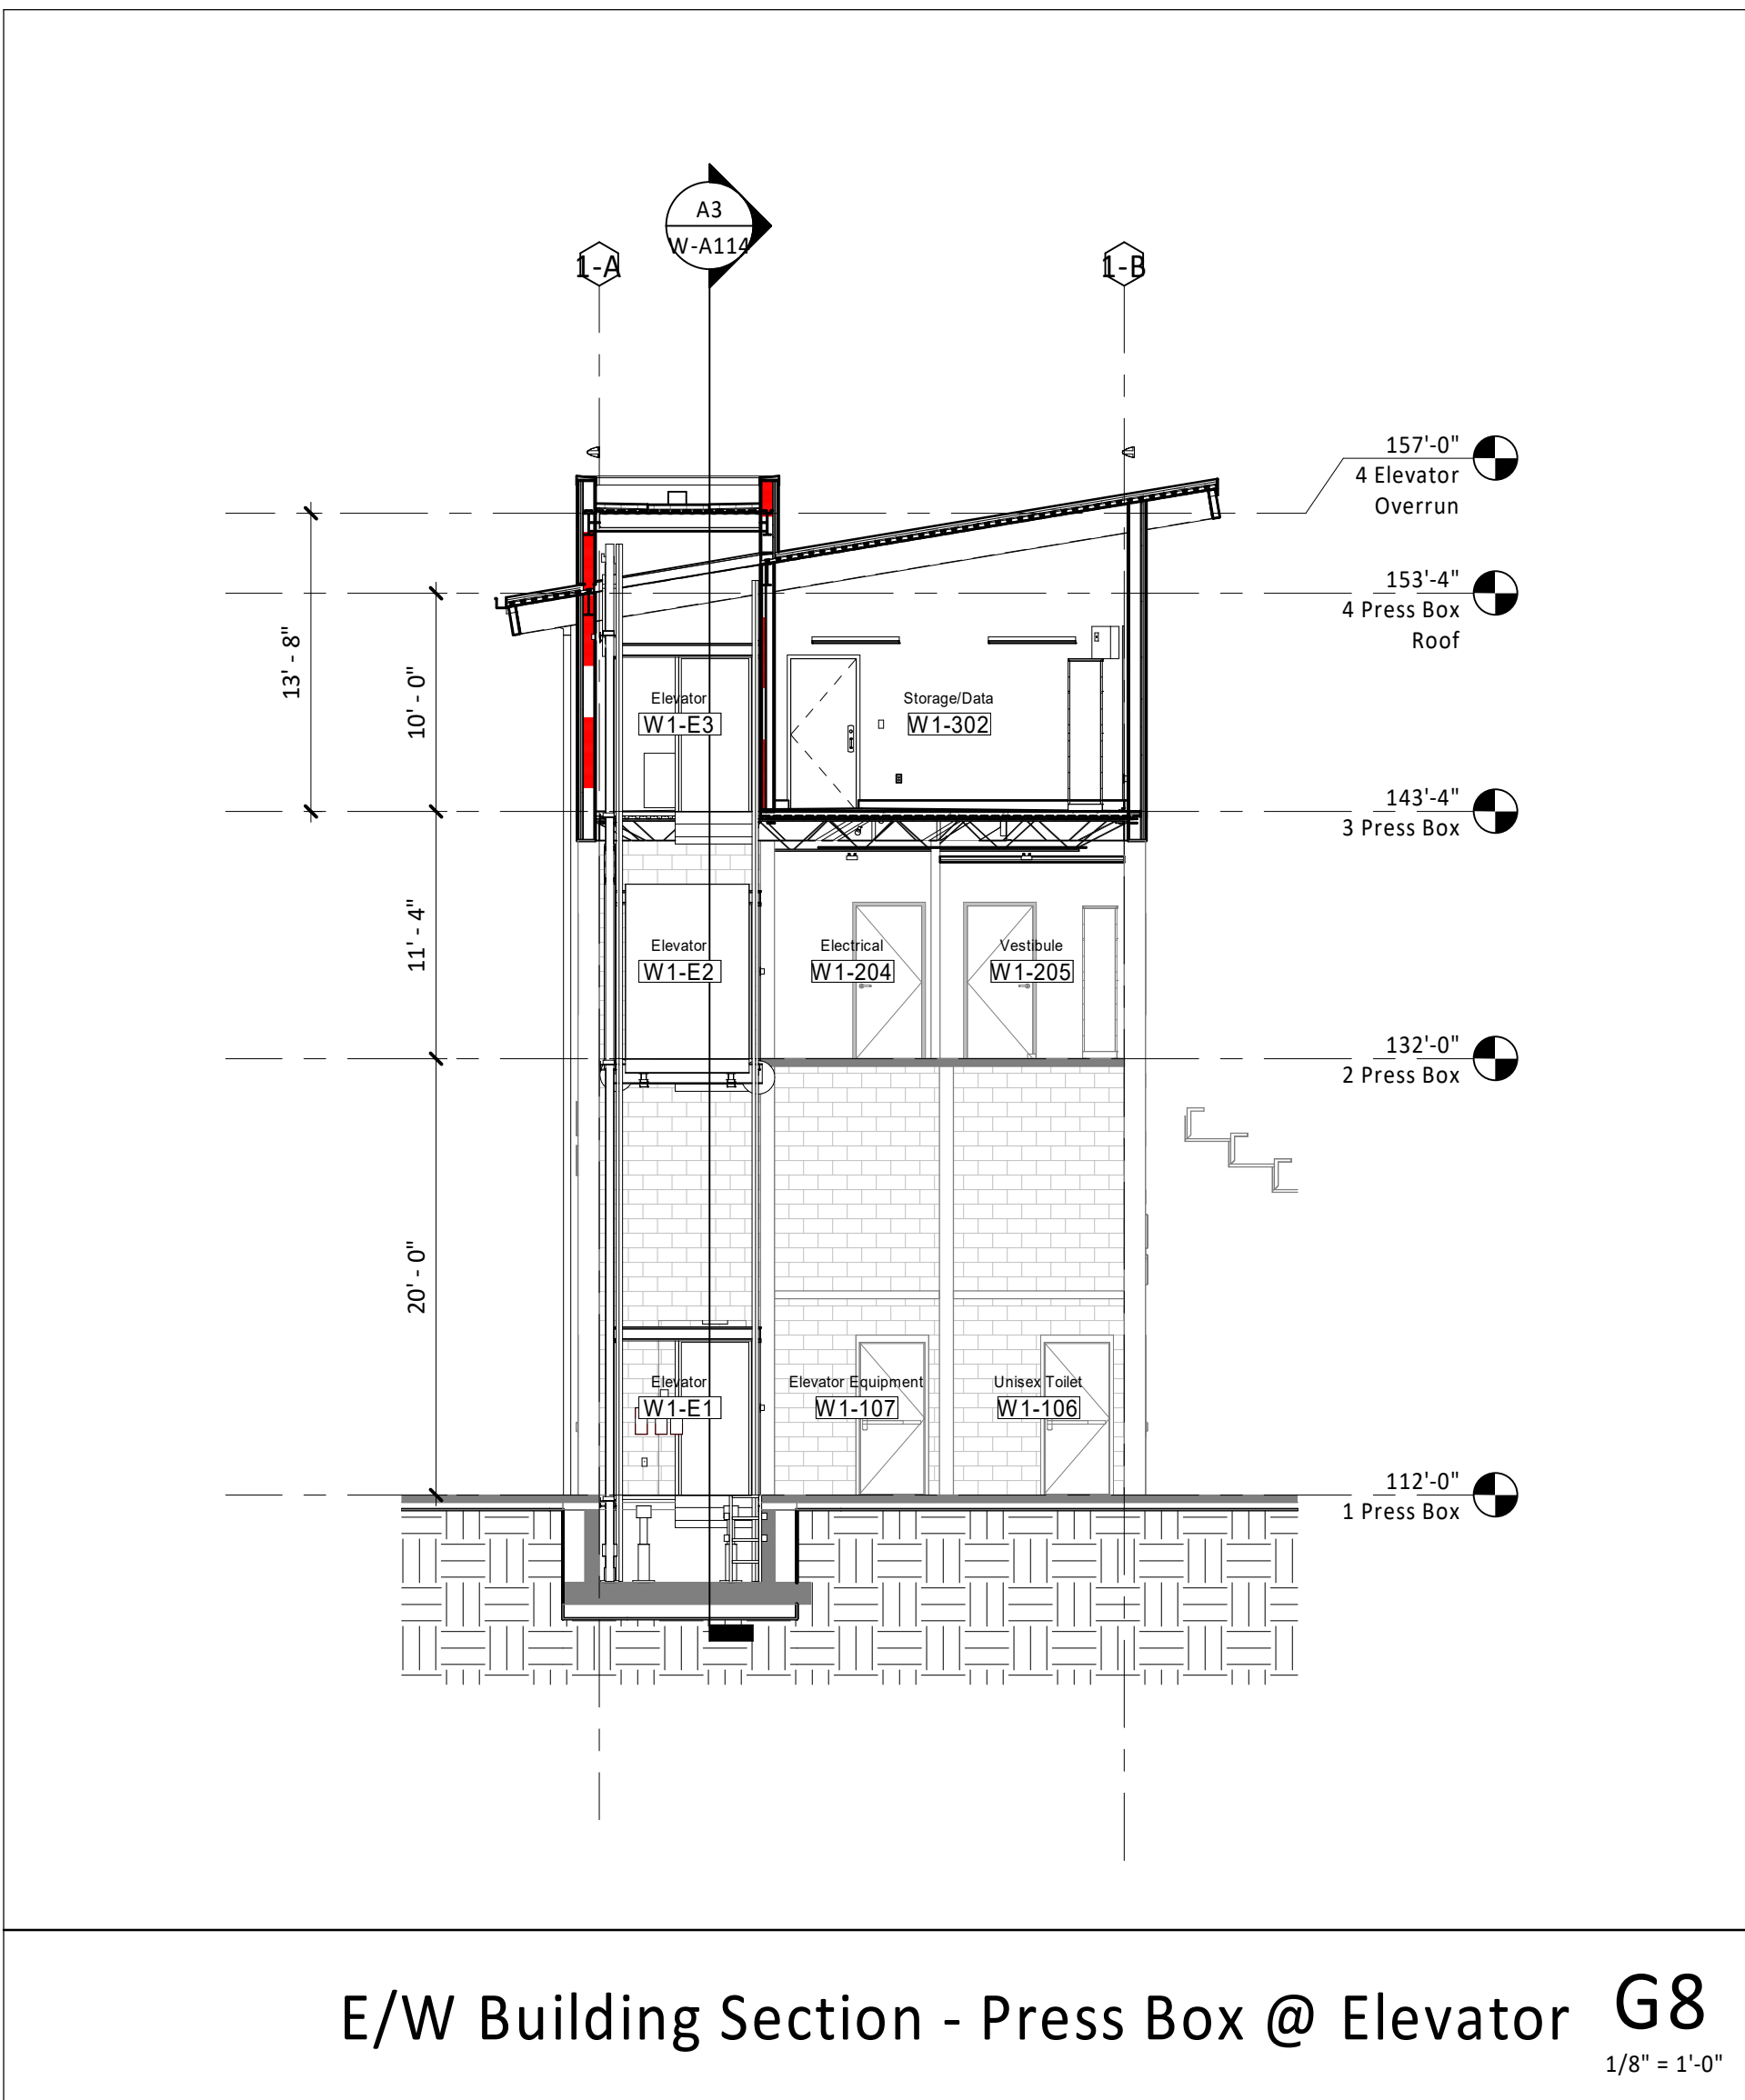 A3
W-A114
1-A
1-B
157'-0"
4 Elevator
Overrun
153'-4"
4 Press Box
Roof
13' - 8"
10' - 0"
Elevator
W1-E3
Storage/Data
W1-302
143'-4"
3 Press Box
11' - 4"
Elevator
W1-E2
Electrical
W1-204
Vestibule
W1-205
132'-0"
2 Press Box
20' - 0"
Elevator
W1-E1
Elevator Equipment
W1-107
Unisex Toilet
W1-106
112'-0"
1 Press Box
E/W Building Section - Press Box @ Elevator
G8
1/8" = 1'-0"